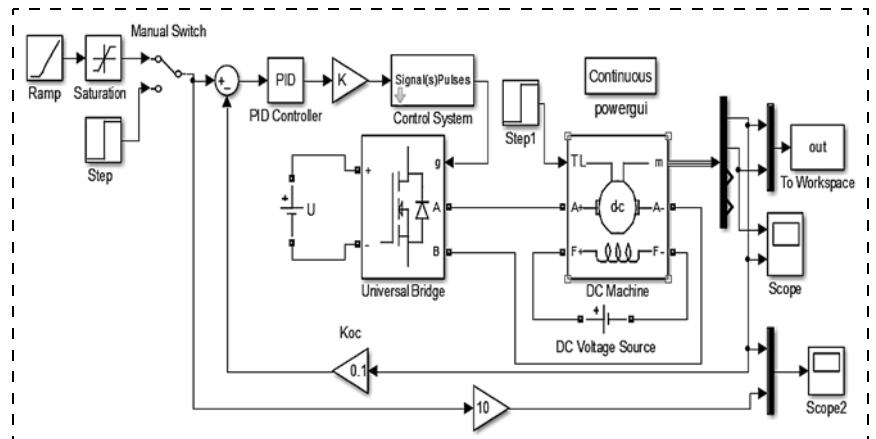 Manual Switch
Ramp
Saturation
Step
+
−
PID
PID Controller
K
Signal(s)Pulses
Control System
Step1
Continuous
powergui
U
+
+
-
g
A
B
Universal Bridge
TL
m
dc
A+
A-
F+
F-
DC Machine
+
DC Voltage Source
out
To Workspace
Scope
Koc
0.1
10
Scope2